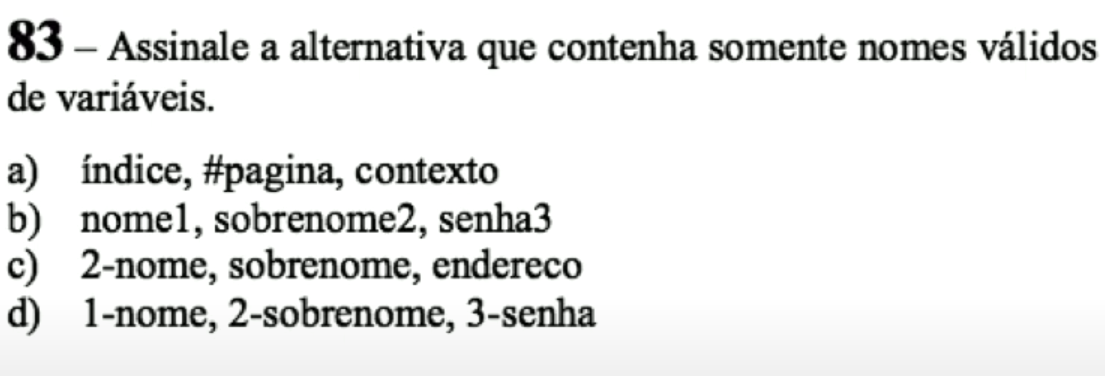 83 – Assinale a alternativa que contenha somente nomes válidos
de variáveis.
a) índice, #pagina, contexto
b) nome1, sobrenome2, senha3
c) 2-nome, sobrenome, endereco
d) 1-nome, 2-sobrenome, 3-senha